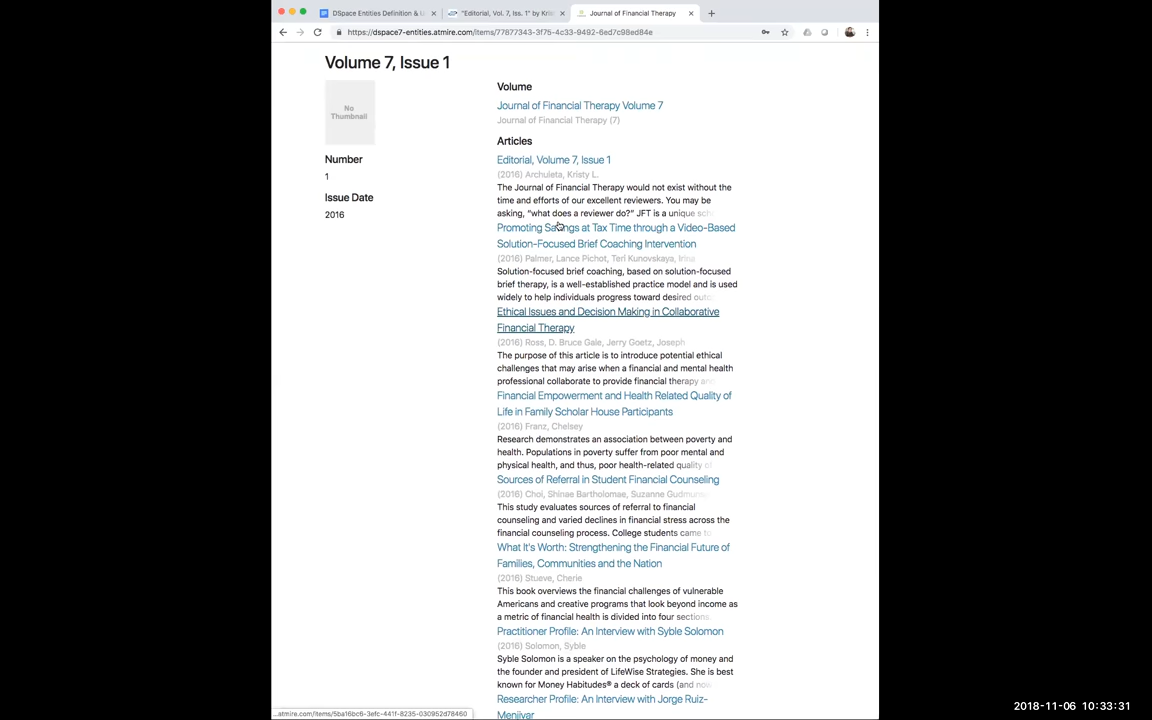 DSpace Entities Definition & M
"Editorial, Vol. 7, Iss. 1" by Kris
Journal of Financial Therapy
https://dspace7-entities.atmire.com/items/77877343-3f75-4c33-9492-6ed7c98ed84e
Volume 7, Issue 1
No
Thumbnail
Number
1
Issue Date
2016
Volume
Journal of Financial Therapy Volume 7
Journal of Financial Therapy (7)
Articles
Editorial, Volume 7, Issue 1
(2016) Archuleta, Kristy L.
The Journal of Financial Therapy would not exist without the
time and efforts of our excellent reviewers. You may be
asking, “what does a reviewer do?” JFT is a unique
Promoting Savings at Tax Time through a Video-Based
Solution-Focused Brief Coaching Intervention
(2016) Palmer, Lance Pichot, Teri Kunovskaya, Irina
Solution-focused brief coaching, based on solution-focused
brief therapy, is a well-established practice model and is used
widely to help individuals progress toward desired
Ethical Issues and Decision Making in Collaborative
Financial Therapy
(2016) Ross, D. Bruce Gale, Jerry Goetz, Joseph
The purpose of this article is to introduce potential ethical
challenges that may arise when a financial and mental health
professional collaborate to provide financial therapy
Financial Empowerment and Health Related Quality of
Life in Family Scholar House Participants
(2016) Franz, Chelsey
Research demonstrates an association between poverty and
health. Populations in poverty suffer from poor mental and
physical health, and thus, poor health-related quality of
Sources of Referral in Student Financial Counseling
(2016) Choi, Shinae Bartholomae, Suzanne
This study evaluates sources of referral to financial
counseling and varied declines in financial stress across the
financial counseling process. College students came to
What It's Worth: Strengthening the Financial Future of
Families, Communities and the Nation
(2016) Stueve, Cherie
This book overviews the financial challenges of vulnerable
Americans and creative programs that look beyond income as
a metric of financial health is divided into four sections
Practitioner Profile: An Interview with Syble Solomon
(2016) Solomon, Syble
Syble Solomon is a speaker on the psychology of money and
the founder and president of LifeWise Strategies. She is best
known for Money Habitudes® a deck of cards (and now
Researcher Profile: An Interview with Jorge Ruiz-
Menjivar
...atmire.com/items/5ba16bc6-3efc-441f-8235-030952d78460
2018-11-06 10:33:31